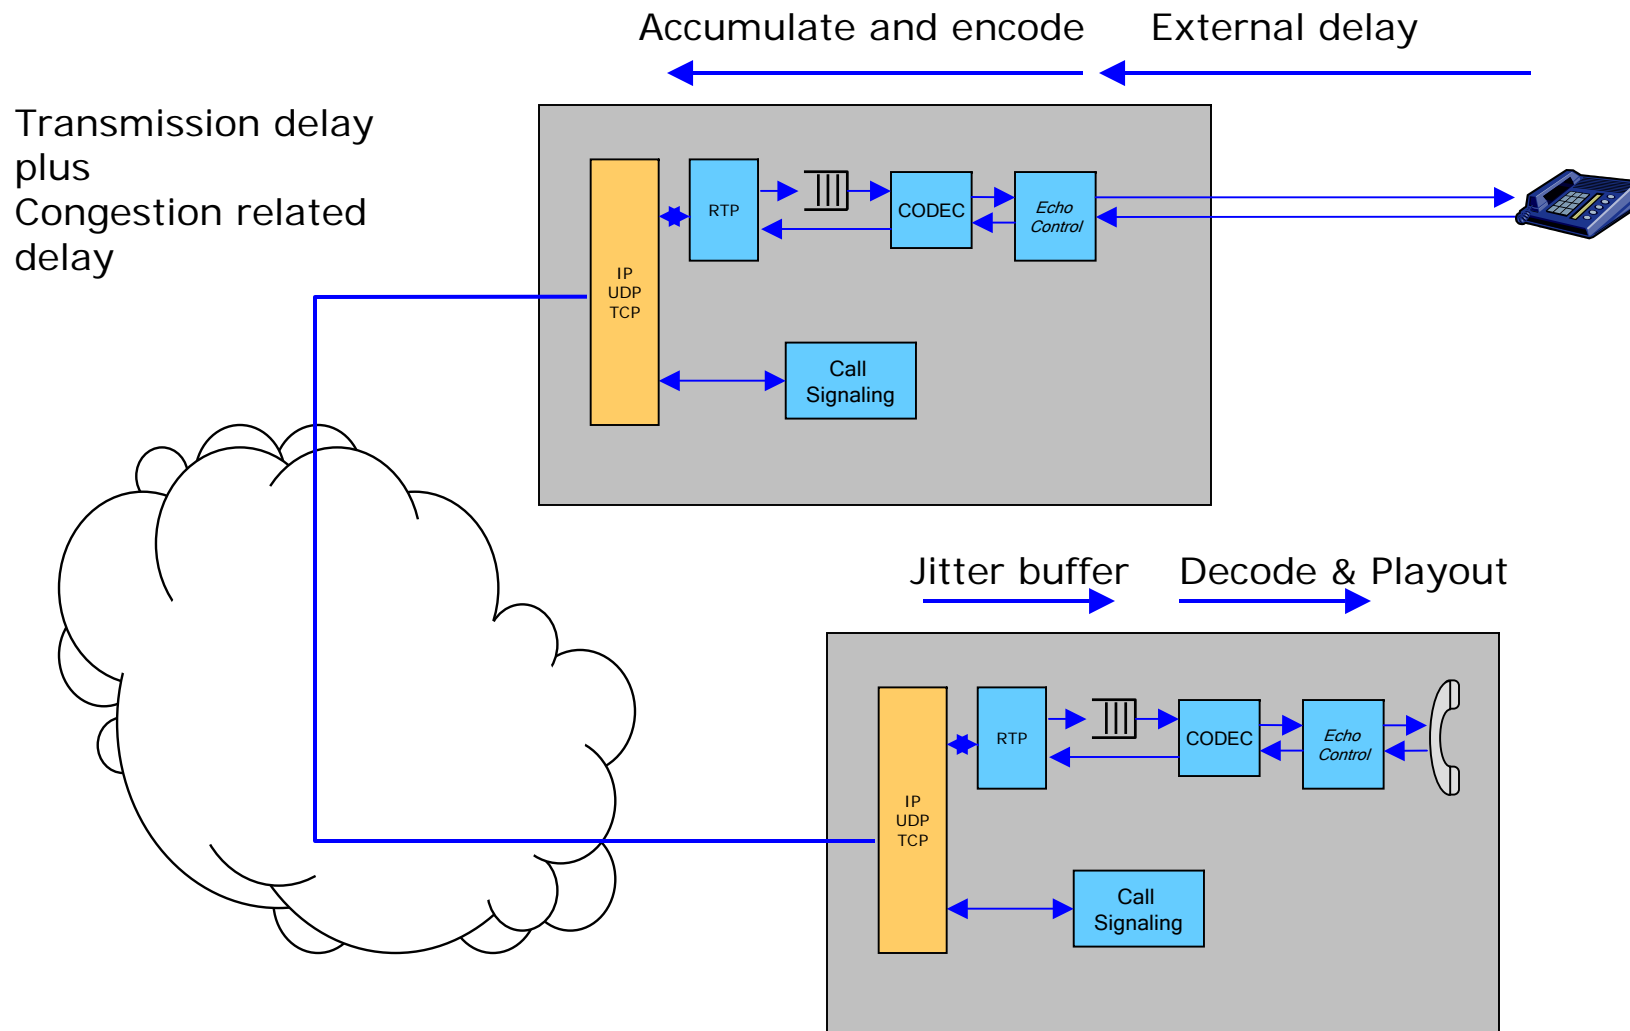 Accumulate and encode
External delay
Transmission delay
plus
Congestion related
delay
RTP
CODEC
Echo
Control
IP
UDP
TCP
Call
Signaling
Jitter buffer
Decode & Playout
RTP
CODEC
Echo
Control
IP
UDP
TCP
Call
Signaling